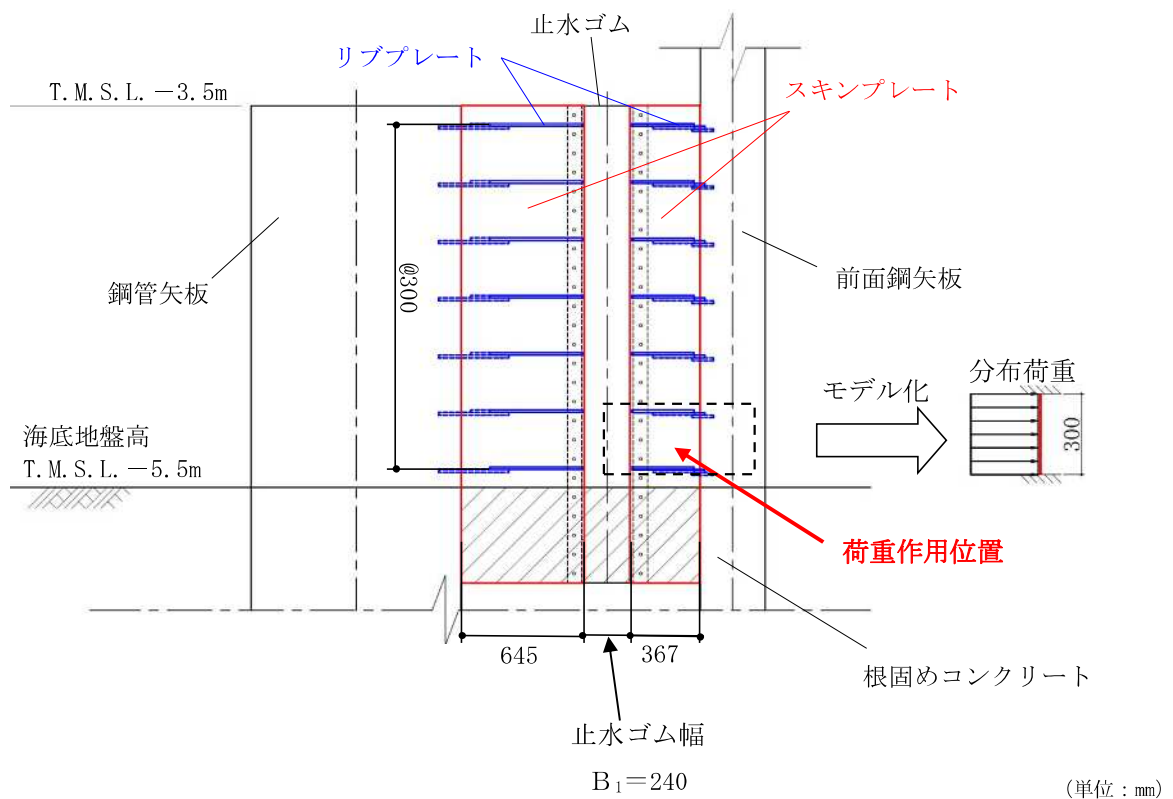 止水ゴム
リブプレート
T.M.S.L.－3.5m
スキンプレート
鋼管矢板
@300
前面鋼矢板
分布荷重
モデル化
300
海底地盤高
T.M.S.L.－5.5m
荷重作用位置
645
367
根固めコンクリート
止水ゴム幅
B₁＝240
(単位：mm)